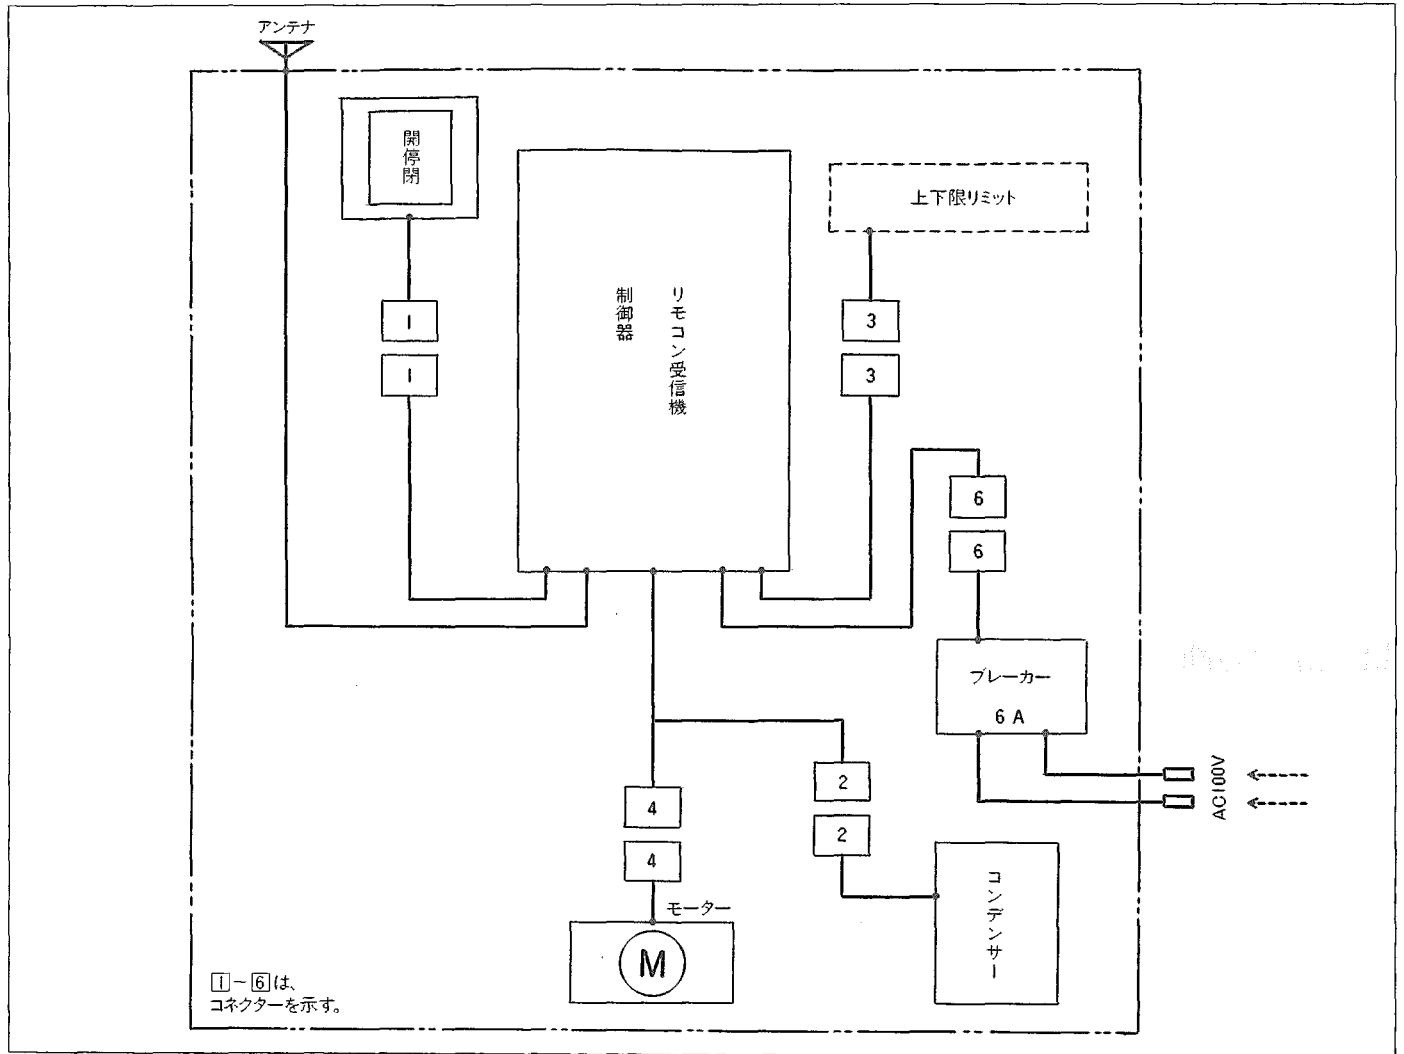 アンテナ
開停閉
上下限リミット
リモコン受信機
制御器
1
1
3
3
6
6
ブレーカー
6 A
AC100V
2
2
4
4
モーター
M
コンデンサー
1～6は、
コネクターを示す。